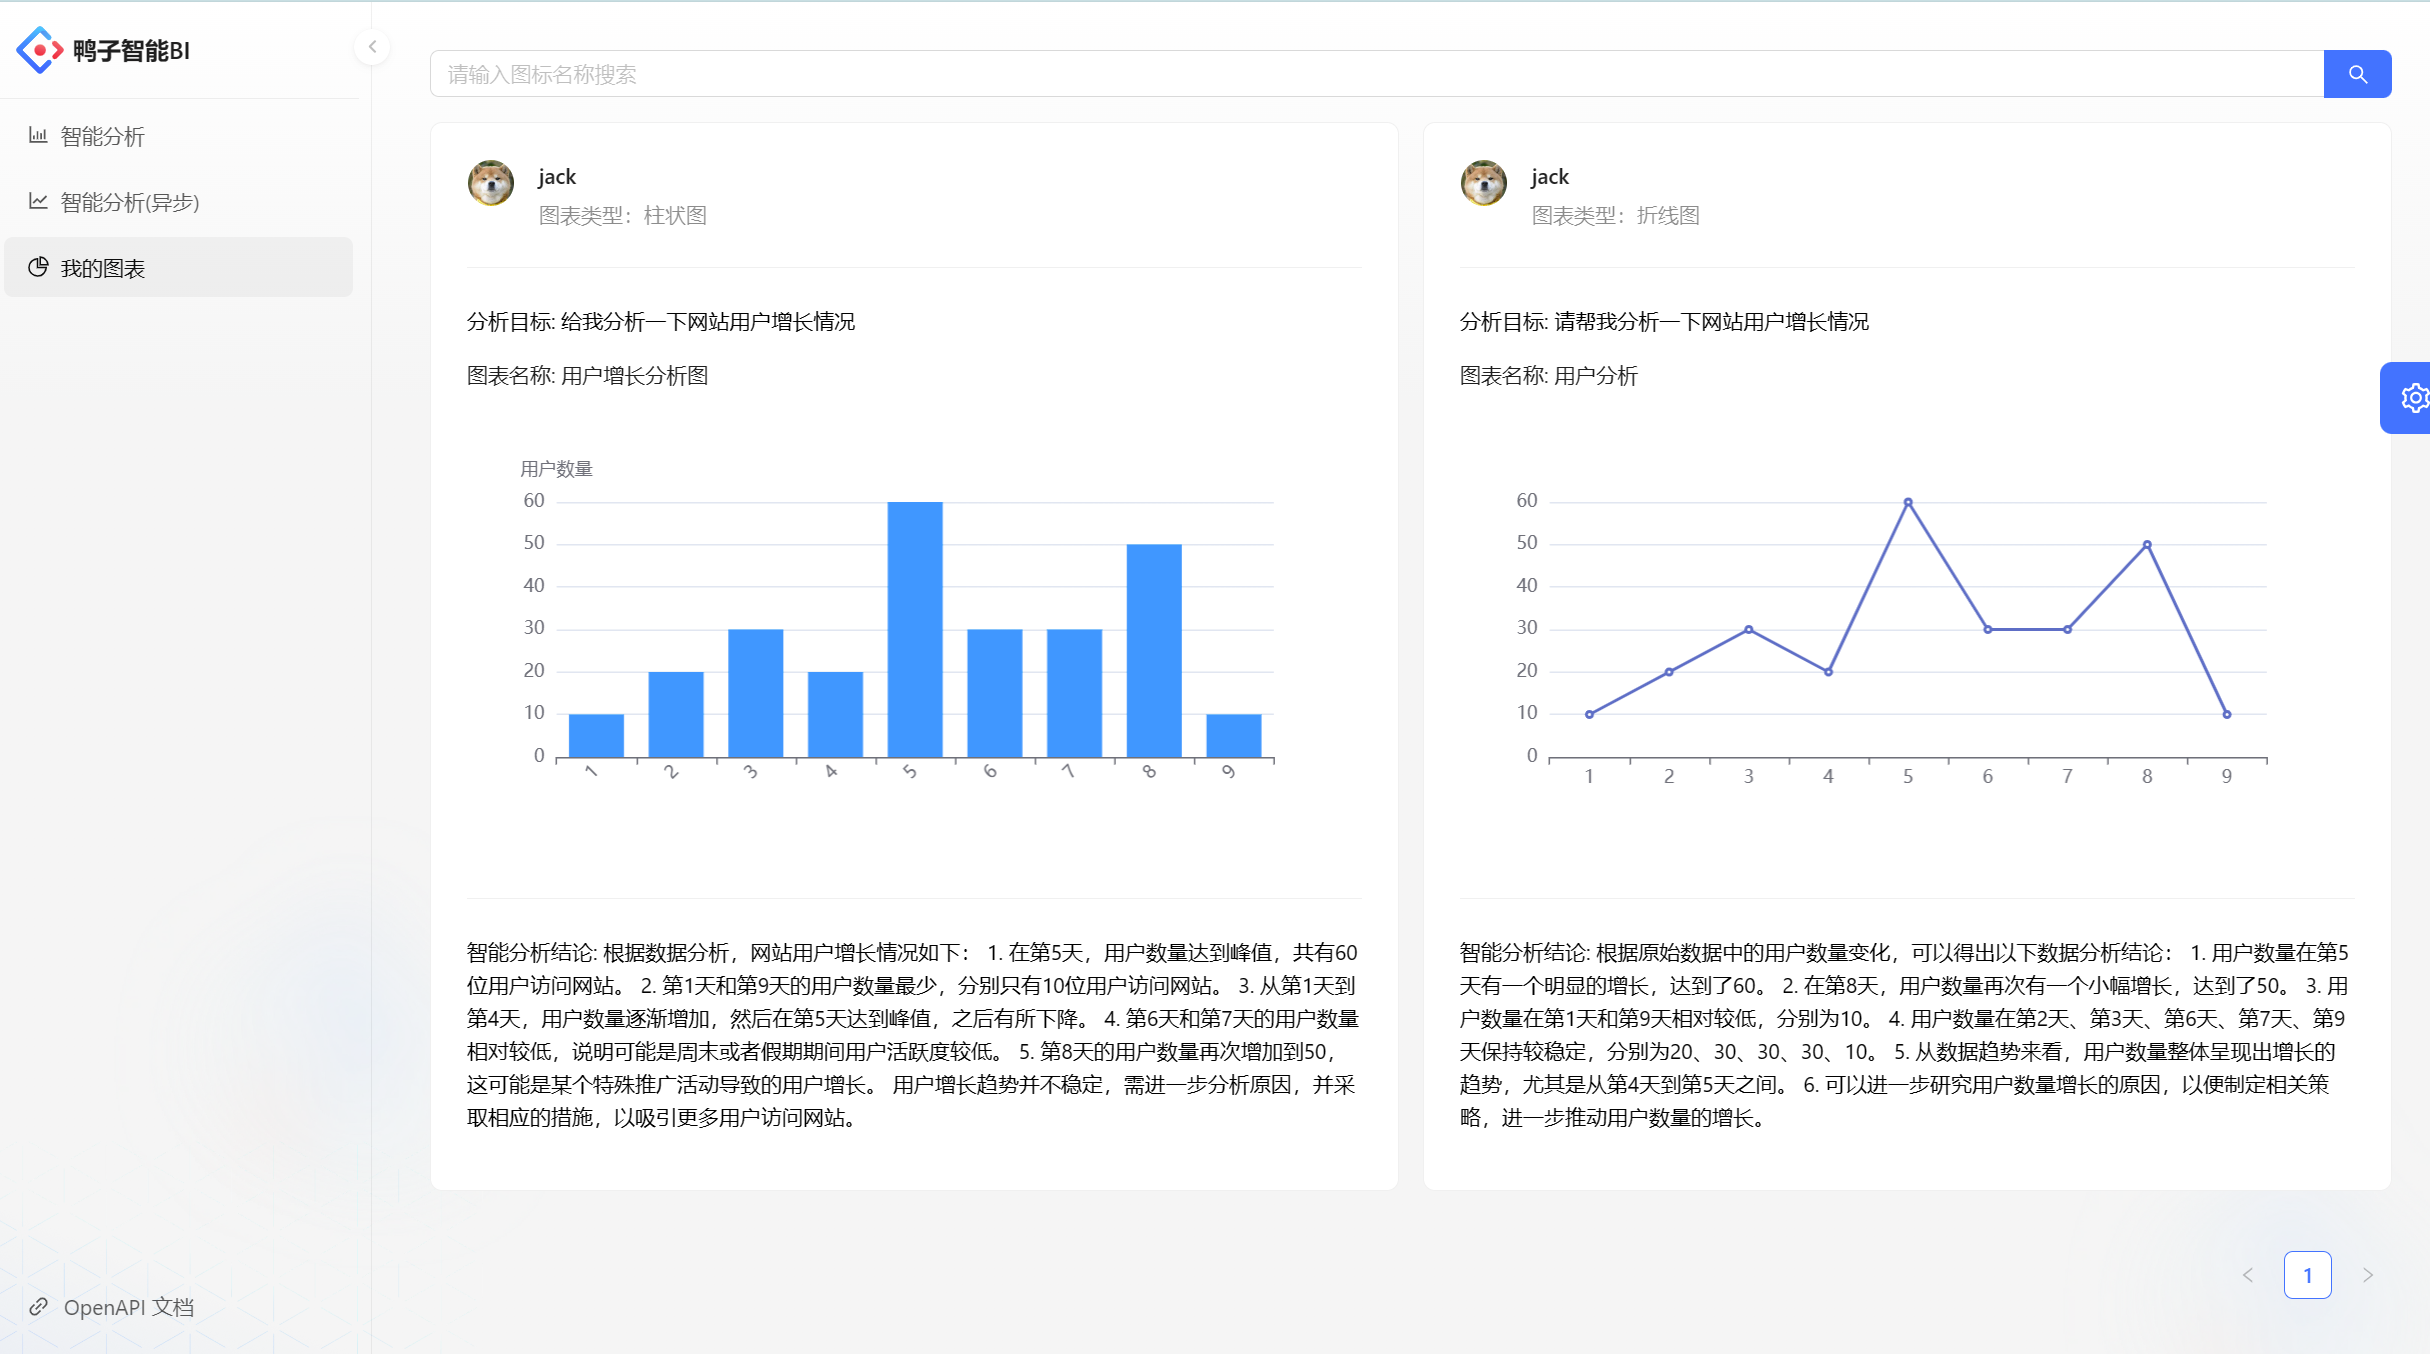 鸭子智能BI
智能分析
智能分析(异步)
我的图表
OpenAPI 文档
请输入图标名称搜索
jack
图表类型：柱状图
分析目标: 给我分析一下网站用户增长情况
图表名称: 用户增长分析图
用户数量
60
50
40
30
20
10
0
1 2 3 4 5 6 7 8 9
智能分析结论: 根据数据分析，网站用户增长情况如下： 1. 在第5天，用户数量达到峰值，共有60
位用户访问网站。 2. 第1天和第9天的用户数量最少，分别只有10位用户访问网站。 3. 从第1天到
第4天，用户数量逐渐增加，然后在第5天达到峰值，之后有所下降。 4. 第6天和第7天的用户数量
相对较低，说明可能是周末或者假期期间用户活跃度较低。 5. 第8天的用户数量再次增加到50，
这可能是某个特殊推广活动导致的用户增长。 用户增长趋势并不稳定，需进一步分析原因，并采
取相应的措施，以吸引更多用户访问网站。
jack
图表类型：折线图
分析目标: 请帮我分析一下网站用户增长情况
图表名称: 用户分析
60
50
40
30
20
10
0
1 2 3 4 5 6 7 8 9
智能分析结论: 根据原始数据中的用户数量变化，可以得出以下数据分析结论： 1. 用户数量在第5
天有一个明显的增长，达到了60。 2. 在第8天，用户数量再次有一个小幅增长，达到了50。 3. 用
户数量在第1天和第9天相对较低，分别为10。 4. 用户数量在第2天、第3天、第6天、第7天、第9
天保持较稳定，分别为20、30、30、30、10。 5. 从数据趋势来看，用户数量整体呈现出增长的
趋势，尤其是从第4天到第5天之间。 6. 可以进一步研究用户数量增长的原因，以便制定相关策
略，进一步推动用户数量的增长。
1